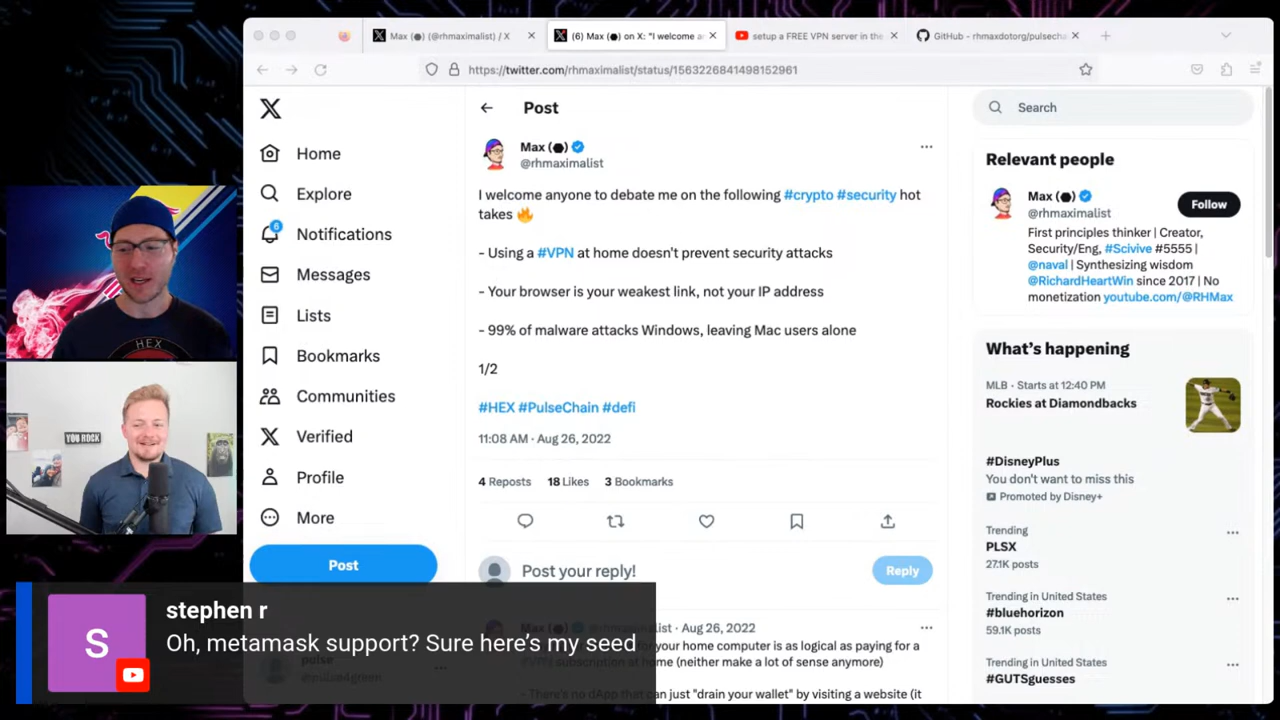 Max (⬣) (@rhmaximalist) / X
(6) Max (⬣) on X: "I welcome a
setup a FREE VPN server in the
GitHub - rhmaxdotorg/pulsecha
https://twitter.com/rhmaximalist/status/1563226841498152961
Home
Explore
6
Notifications
Messages
Lists
Bookmarks
Communities
Verified
Profile
More
Post
Post
Max (⬣)
@rhmaximalist
I welcome anyone to debate me on the following #crypto #security hot
takes 🔥
- Using a #VPN at home doesn't prevent security attacks
- Your browser is your weakest link, not your IP address
- 99% of malware attacks Windows, leaving Mac users alone
1/2
#HEX #PulseChain #defi
11:08 AM · Aug 26, 2022
4 Reposts 18 Likes 3 Bookmarks
Post your reply!
Reply
· Aug 26, 2022
your home computer is as logical as paying for a
#VPN subscription at home (neither make a lot of sense anymore)
- There's no dApp that can just "drain your wallet" by visiting a website (it
Search
Relevant people
Max (⬣)
@rhmaximalist
Follow
First principles thinker | Creator,
Security/Eng, #Scivive #5555 |
@naval | Synthesizing wisdom
@RichardHeartWin since 2017 | No
monetization youtube.com/@RHMax
What's happening
MLB · Starts at 12:40 PM
Rockies at Diamondbacks
#DisneyPlus
You don't want to miss this
Promoted by Disney+
Trending
PLSX
27.1K posts
Trending in United States
#bluehorizon
59.1K posts
Trending in United States
#GUTSguesses
HEX
YOU ROCK
S
stephen r
Oh, metamask support? Sure here's my seed
pulse